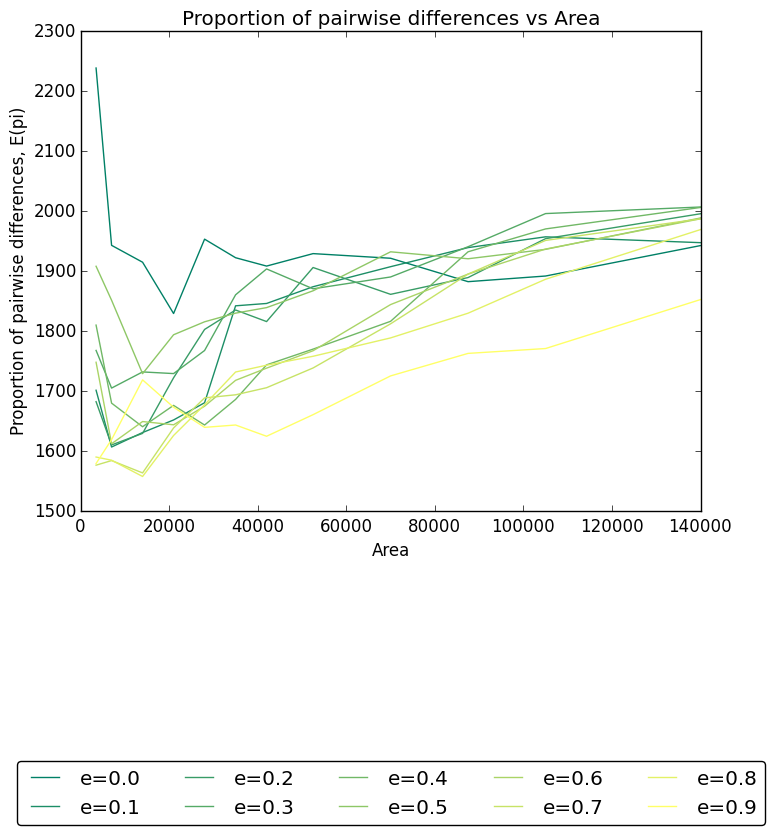 Proportion of pairwise differences vs Area
Proportion of pairwise differences, E(pi)
2300
2200
2100
2000
1900
1800
1700
1600
1500
0 20000 40000 60000 80000 100000 120000 140000
Area
e=0.0 e=0.2 e=0.4 e=0.6 e=0.8
e=0.1 e=0.3 e=0.5 e=0.7 e=0.9